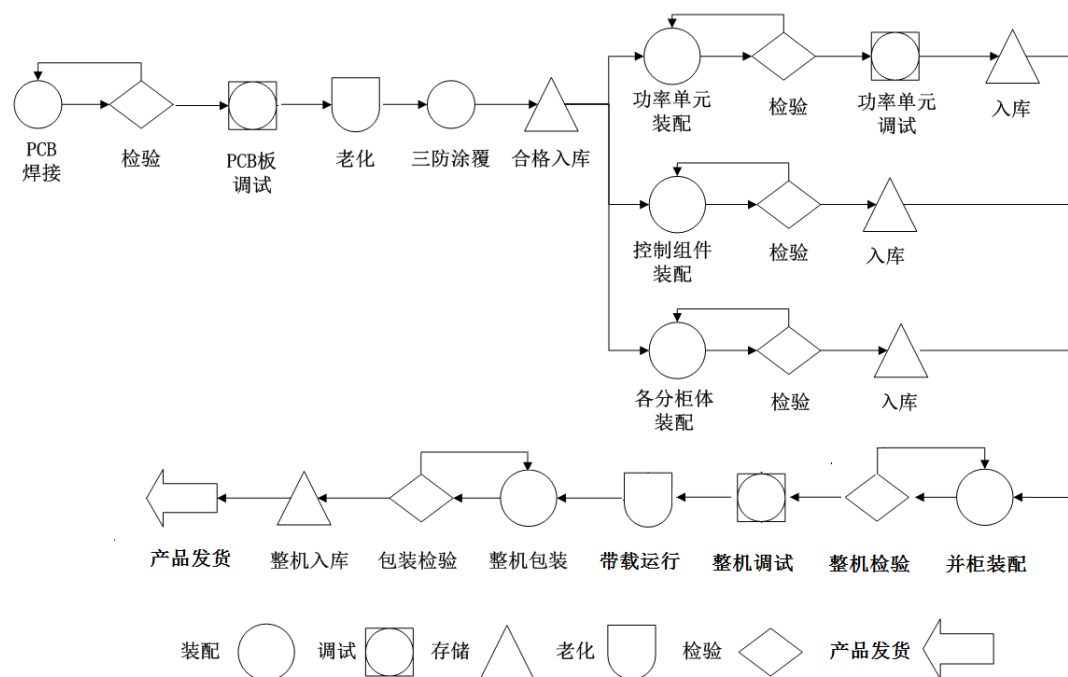 PCB
焊接
检验
PCB板
调试
老化
三防涂覆
合格入库
功率单元
装配
检验
功率单元
调试
入库
控制组件
装配
检验
入库
各分柜体
装配
检验
入库
产品发货
整机入库
包装检验
整机包装
带载运行
整机调试
整机检验
并柜装配
装配
调试
存储
老化
检验
产品发货